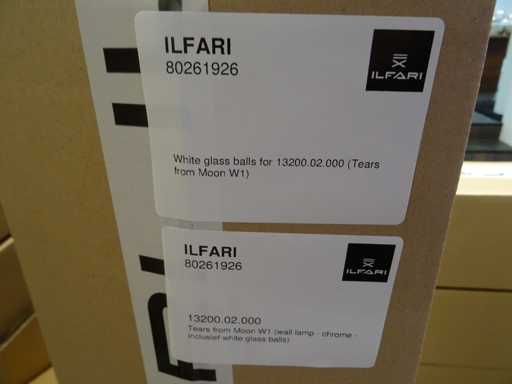 ILFARI
80261926
ILFARI
White glass balls for 13200.02.000 (Tears
from Moon W1)
ILFARI
80261926
ILFARI
13200.02.000
Tears from Moon W1 (wall lamp - chrome -
inclusief white glass balls)